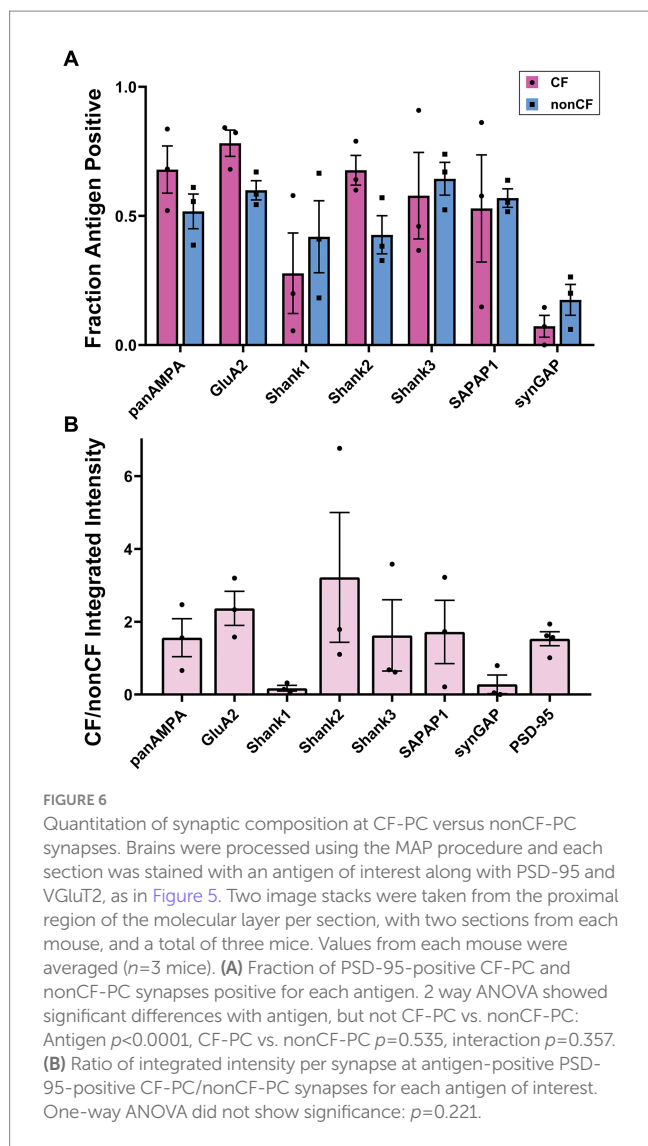 A
1.0
CF
nonCF
Fraction Antigen Positive
0.5
0.0
panAMPA
GluA2
Shank1
Shank2
Shank3
SAPAP1
synGAP
B
CF/nonCF Integrated Intensity
6
4
2
0
panAMPA
GluA2
Shank1
Shank2
Shank3
SAPAP1
synGAP
PSD-95
FIGURE 6
Quantitation of synaptic composition at CF-PC versus nonCF-PC
synapses. Brains were processed using the MAP procedure and each
section was stained with an antigen of interest along with PSD-95 and
VGluT2, as in Figure 5. Two image stacks were taken from the proximal
region of the molecular layer per section, with two sections from each
mouse, and a total of three mice. Values from each mouse were
averaged (n=3 mice). (A) Fraction of PSD-95-positive CF-PC and
nonCF-PC synapses positive for each antigen. 2 way ANOVA showed
significant differences with antigen, but not CF-PC vs. nonCF-PC:
Antigen p<0.0001, CF-PC vs. nonCF-PC p=0.535, interaction p=0.357.
(B) Ratio of integrated intensity per synapse at antigen-positive PSD-
95-positive CF-PC/nonCF-PC synapses for each antigen of interest.
One-way ANOVA did not show significance: p=0.221.